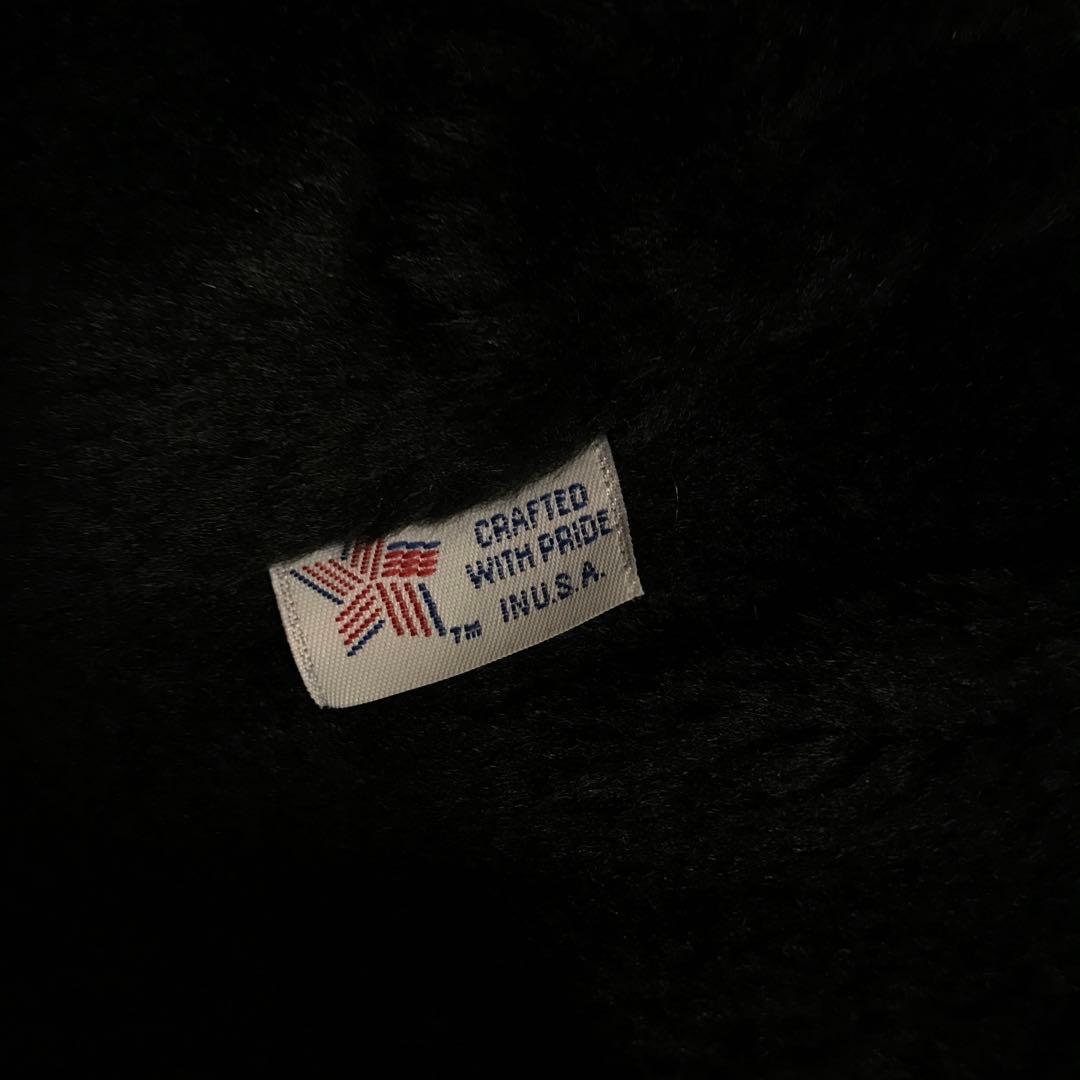 CRAFTED
WITH PRIDE
IN U.S.A.
TM